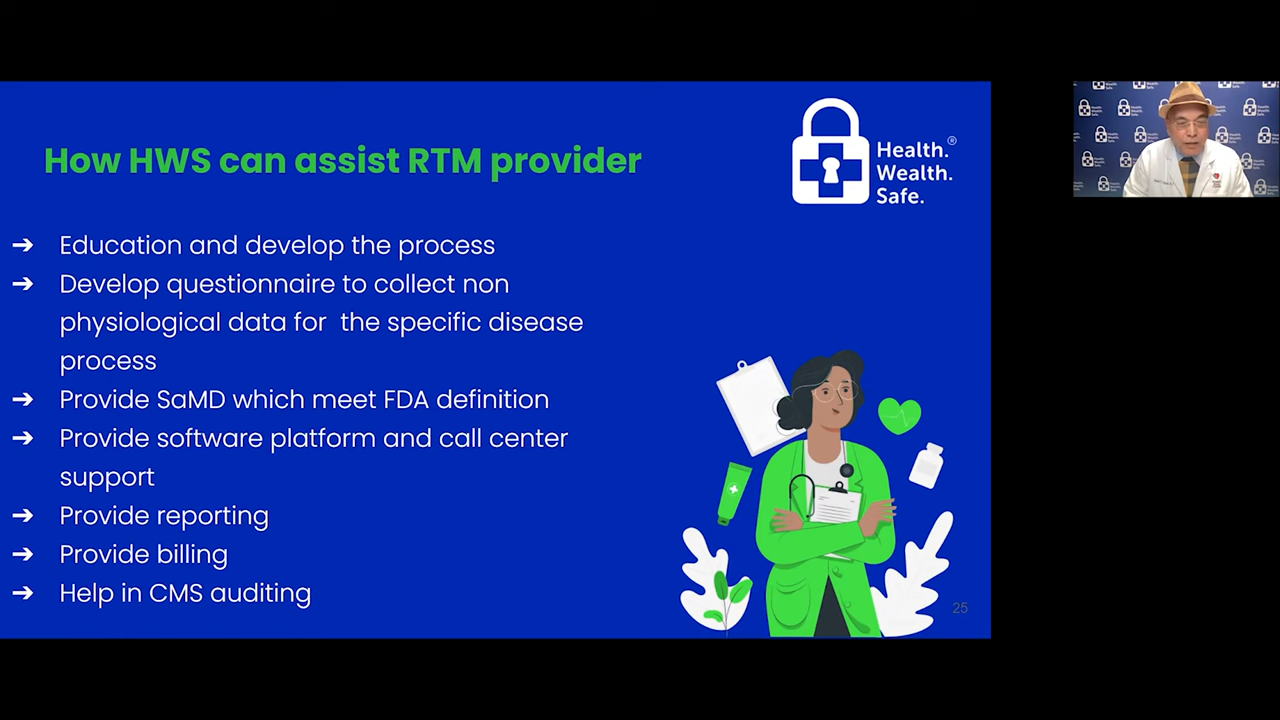 How HWS can assist RTM provider
Health.®
Wealth.
Safe.
➔ Education and develop the process
➔ Develop questionnaire to collect non
physiological data for  the specific disease
process
➔ Provide SaMD which meet FDA definition
➔ Provide software platform and call center
support
➔ Provide reporting
➔ Provide billing
➔ Help in CMS auditing
25